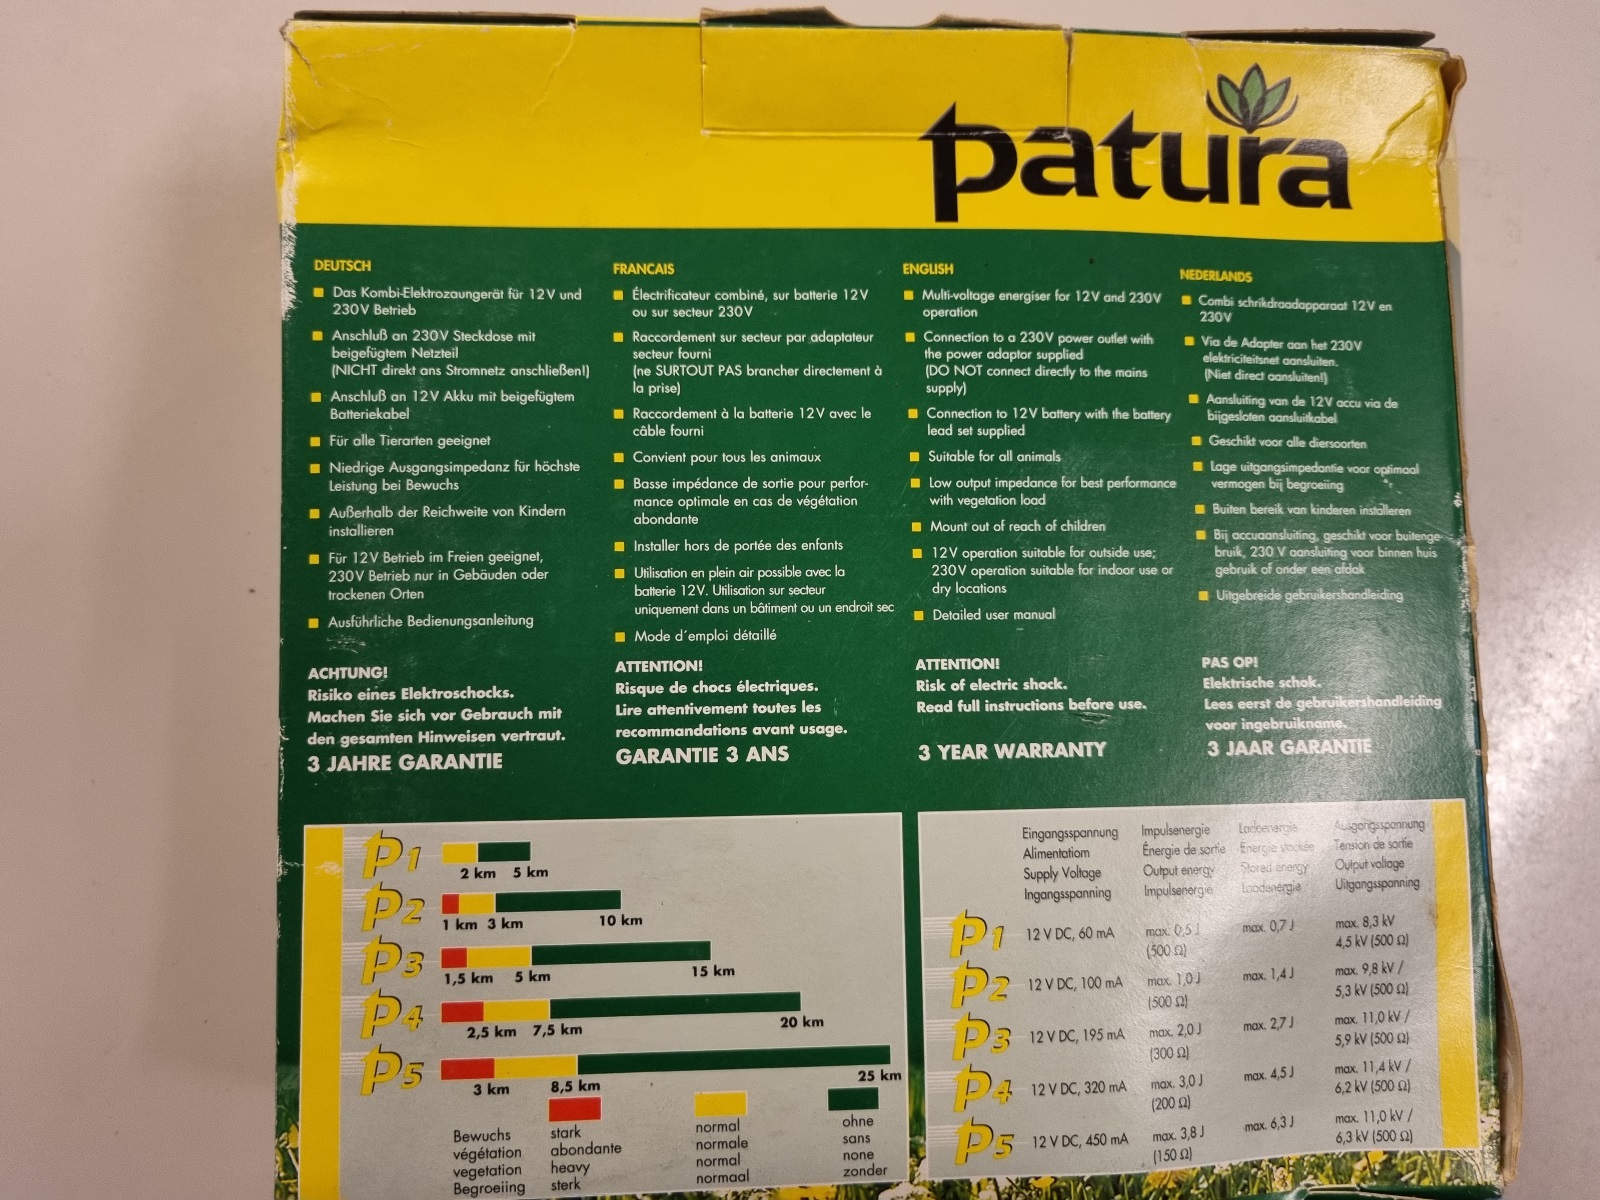 patura
DEUTSCH
Das Kombi-Elektrozaungerät für 12V und
230V Betrieb
Anschluß an 230V Steckdose mit
beigefügtem Netzteil
(NICHT direkt ans Stromnetz anschließen!)
Anschluß an 12V Akku mit beigefügtem
Batteriekabel
Für alle Tierarten geeignet
Niedrige Ausgangsimpedanz für höchste
Leistung bei Bewuchs
Außerhalb der Reichweite von Kindern
installieren
Für 12V Betrieb im Freien geeignet,
230V Betrieb nur in Gebäuden oder
trockenen Orten
Ausführliche Bedienungsanleitung
ACHTUNG!
Risiko eines Elektroschocks.
Machen Sie sich vor Gebrauch mit
den gesamten Hinweisen vertraut.
3 JAHRE GARANTIE
FRANCAIS
Électrificateur combiné, sur batterie 12V
ou sur secteur 230V
Raccordement sur secteur par adaptateur
secteur fourni
(ne SURTOUT PAS brancher directement à
la prise)
Raccordement à la batterie 12V avec le
câble fourni
Convient pour tous les animaux
Basse impédance de sortie pour perfor-
mance optimale en cas de végétation
abondante
Installer hors de portée des enfants
Utilisation en plein air possible avec la
batterie 12V. Utilisation sur secteur
uniquement dans un bâtiment ou un endroit sec
Mode d´emploi détaillé
ATTENTION!
Risque de chocs électriques.
Lire attentivement toutes les
recommandations avant usage.
GARANTIE 3 ANS
ENGLISH
Multi-voltage energiser for 12V and 230V
operation
Connection to a 230V power outlet with
the power adaptor supplied
(DO NOT connect directly to the mains
supply)
Connection to 12V battery with the battery
lead set supplied
Suitable for all animals
Low output impedance for best performance
with vegetation load
Mount out of reach of children
12V operation suitable for outside use;
230V operation suitable for indoor use or
dry locations
Detailed user manual
ATTENTION!
Risk of electric shock.
Read full instructions before use.
3 YEAR WARRANTY
NEDERLANDS
Combi schrikdraadapparaat 12V en
230V
Via de Adapter aan het 230V
elektriciteitsnet aansluiten.
(Niet direct aansluiten!)
Aansluiting van de 12V accu via de
bijgesloten aansluitkabel
Geschikt voor alle diersoorten
Lage uitgangsimpedantie voor optimaal
vermogen bij begroeiing
Buiten bereik van kinderen installeren
Bij accuaansluiting, geschikt voor buitenge-
bruik, 230 V aansluiting voor binnen huis
gebruik of onder een afdak
Uitgebreide gebruikershandleiding
PAS OP!
Elektrische schok.
Lees eerst de gebruikershandleiding
voor ingebruikname.
3 JAAR GARANTIE
P1
2 km 5 km
P2
1 km 3 km 10 km
P3
1,5 km 5 km 15 km
P4
2,5 km 7,5 km 20 km
P5
3 km 8,5 km 25 km
Bewuchs stark normal ohne
végétation abondante normale sans
vegetation heavy normal none
Begroeiing sterk normaal zonder
Eingangsspannung Impulsenergie Ladeenergie Ausgangsspannung
Alimentatiom Énergie de sortie Énergie stockée Tension de sortie
Supply Voltage Output energy Stored energy Output voltage
Ingangsspanning Impulsenergie Laadenergie Uitgangsspanning
P1 12 V DC, 60 mA max. 0,5 J max. 0,7 J max. 8,3 kV
(500 Ω) 4,5 kV (500 Ω)
P2 12 V DC, 100 mA max. 1,0 J max. 1,4 J max. 9,8 kV /
(500 Ω) 5,3 kV (500 Ω)
P3 12 V DC, 195 mA max. 2,0 J max. 2,7 J max. 11,0 kV /
(300 Ω) 5,9 kV (500 Ω)
P4 12 V DC, 320 mA max. 3,0 J max. 4,5 J max. 11,4 kV /
(200 Ω) 6,2 kV (500 Ω)
P5 12 V DC, 450 mA max. 3,8 J max. 6,3 J max. 11,0 kV /
(150 Ω) 6,3 kV (500 Ω)